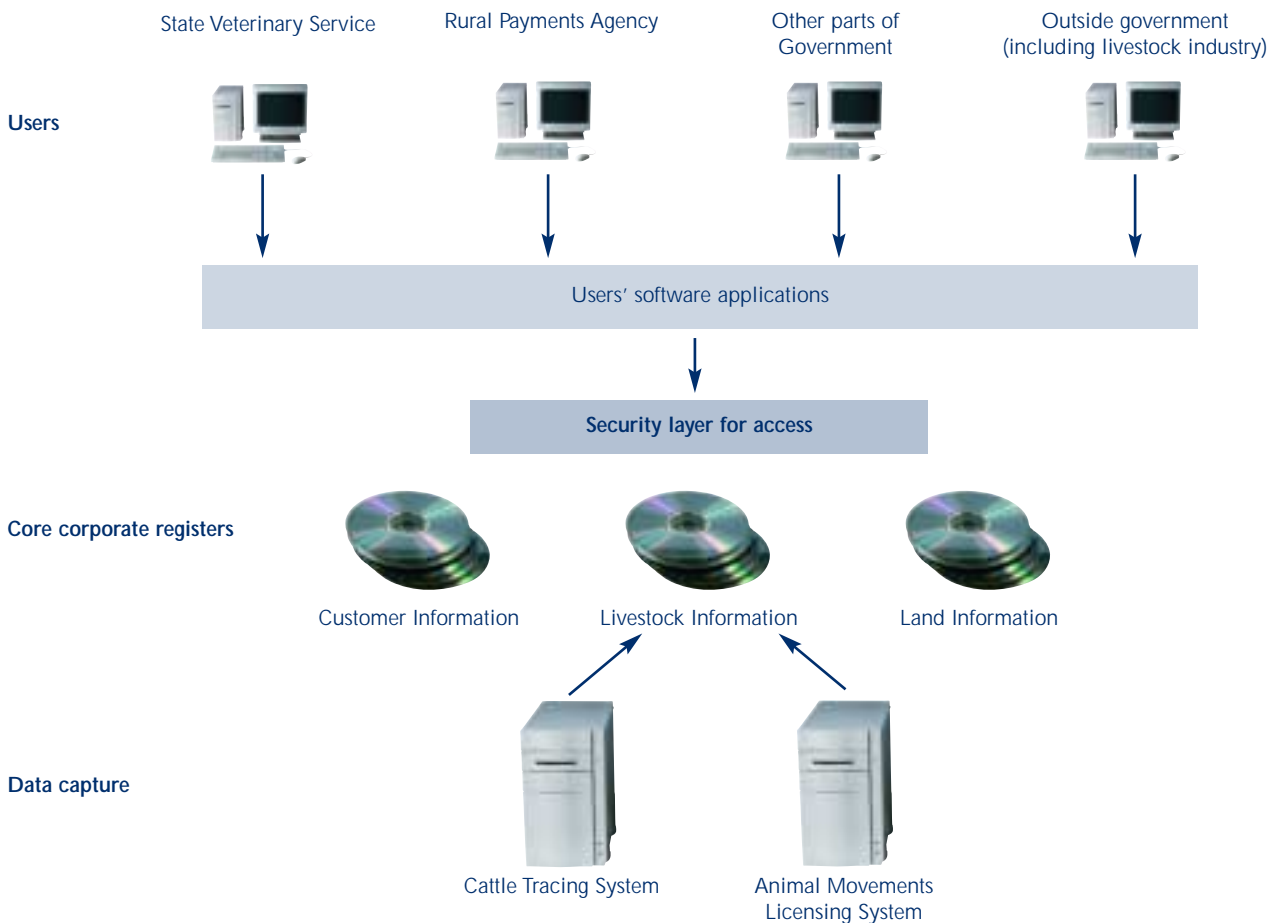 State Veterinary Service
Rural Payments Agency
Other parts of
Government
Outside government
(including livestock industry)
Users
Users' software applications
Security layer for access
Core corporate registers
Customer Information
Livestock Information
Land Information
Data capture
Cattle Tracing System
Animal Movements
Licensing System